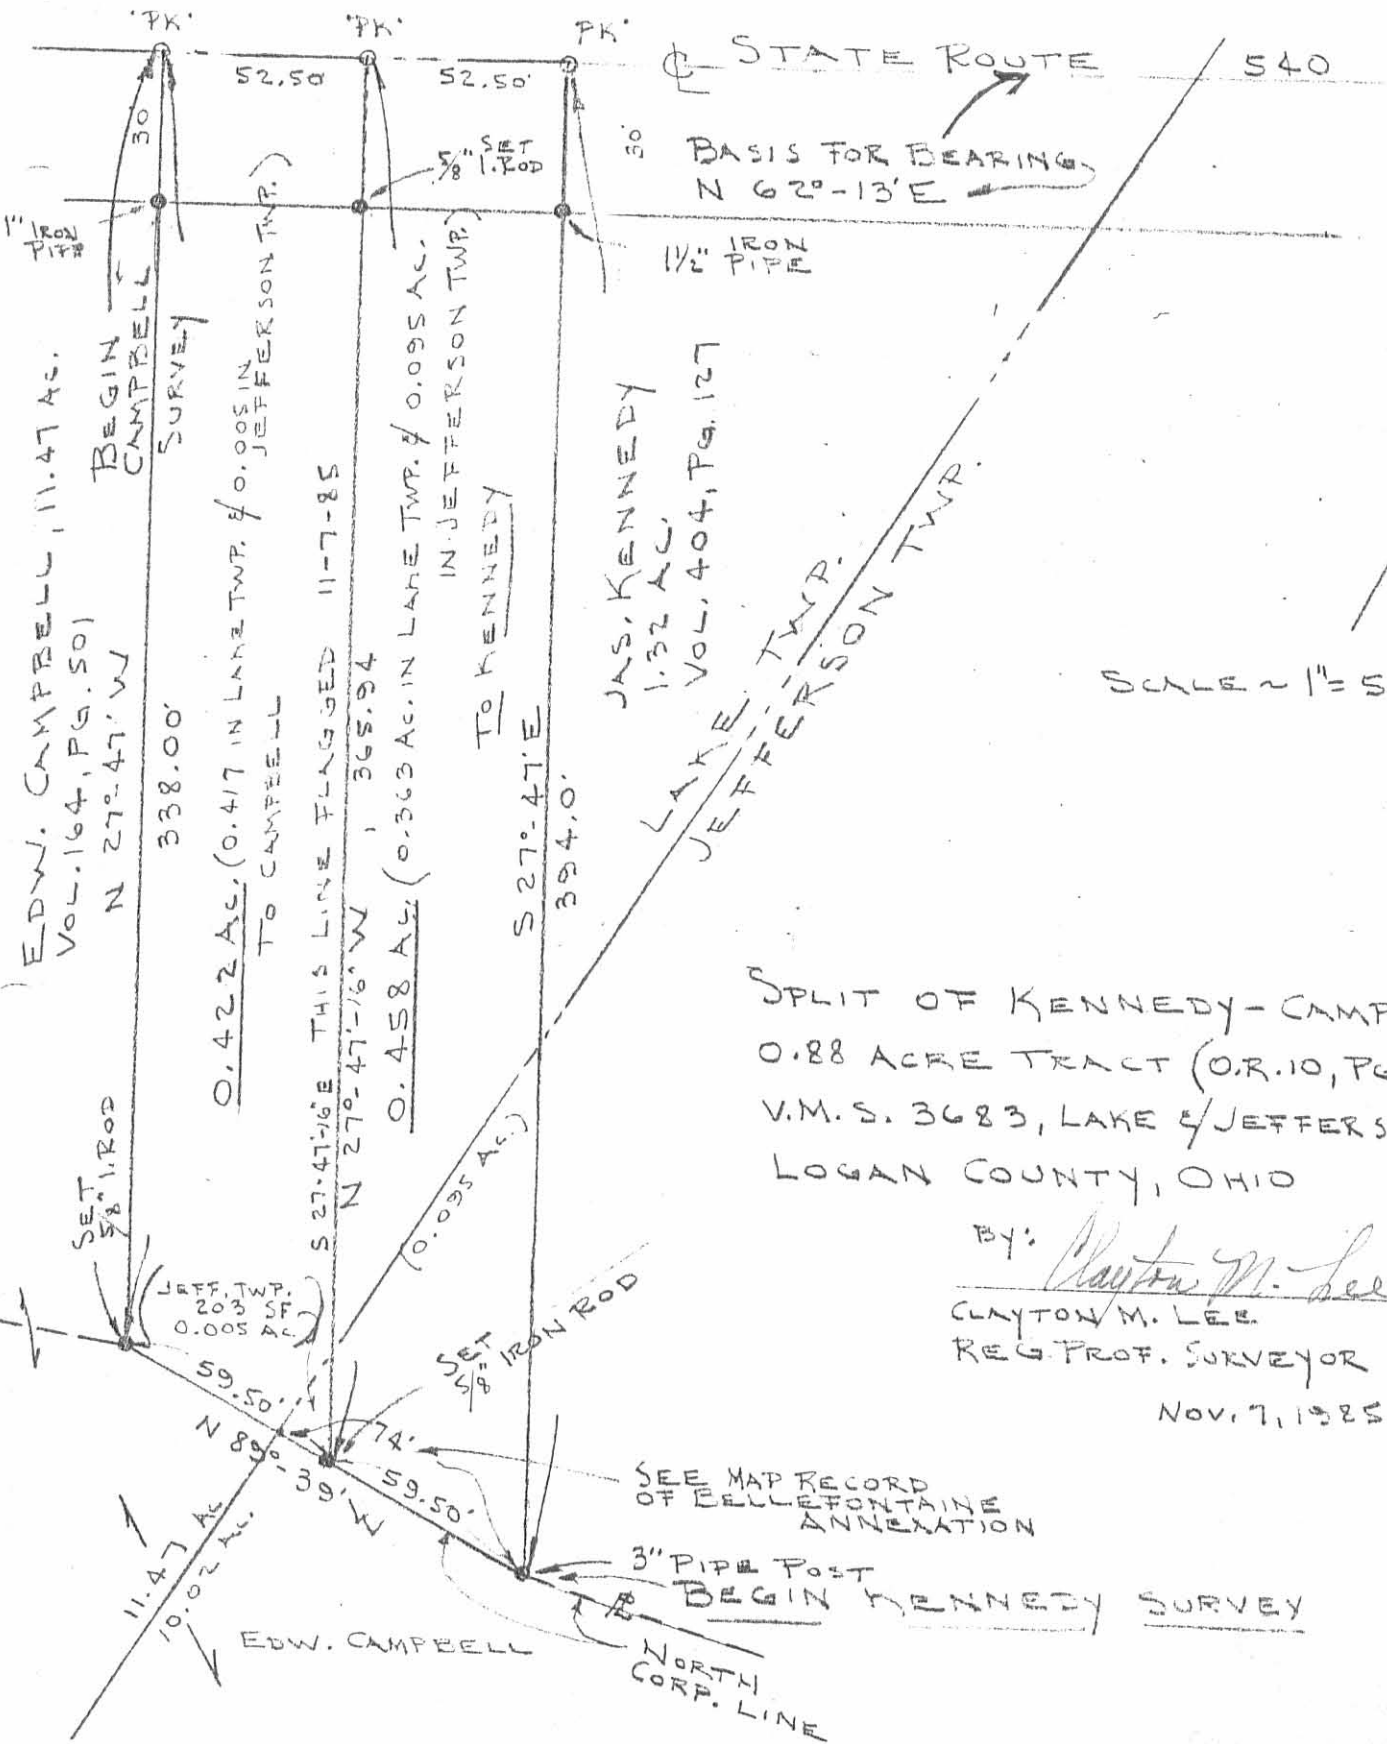 'PK'
'PK'
'PK'
52.50'
52.50'
℄ STATE ROUTE 540
30'
30'
5/8" SET I. ROD
BASIS FOR BEARING
N 62°-13'E
1" IRON
PIPE
1½" IRON
PIPE
BEGIN
CAMPBELL
SURVEY
EDW. CAMPBELL, 11.47 AC.
VOL. 164, PG. 501
N 27°-47' W
338.00'
0.422 AC. (0.417 IN LAKE TWP. & 0.005 IN
JEFFERSON TWP.)
TO CAMPBELL
S 27-47'-16"E THIS LINE FLAGGED 11-7-85
N 27°-47'-16" W , 365.94
0.458 AC. (0.363 AC. IN LAKE TWP. & 0.095 AC.
IN JEFFERSON TWP.)
TO KENNEDY
S 27°-47'E
394.0'
JAS. KENNEDY
1.32 AC.
VOL. 404, PG. 127
LAKE TWP.
JEFFERSON TWP.
SCALE ~ 1"=5
SPLIT OF KENNEDY-CAMP
0.88 ACRE TRACT (O.R.10, PG
V.M.S. 3683, LAKE & JEFFERS
LOGAN COUNTY, OHIO
BY: Clayton M. Lee
CLAYTON M. LEE
REG. PROF. SURVEYOR
NOV. 7, 1985
(0.095 AC.)
SET
5/8" I. ROD
(JEFF. TWP.
203 SF
0.005 AC.)
SET
5/8" IRON ROD
59.50'
N 89°-39' W
74'
59.50'
SEE MAP RECORD
OF BELLEFONTAINE
ANNEXATION
3" PIPE POST
BEGIN KENNEDY SURVEY
11.47 AC
10.02 AC.
EDW. CAMPBELL
℄
NORTH
CORP. LINE